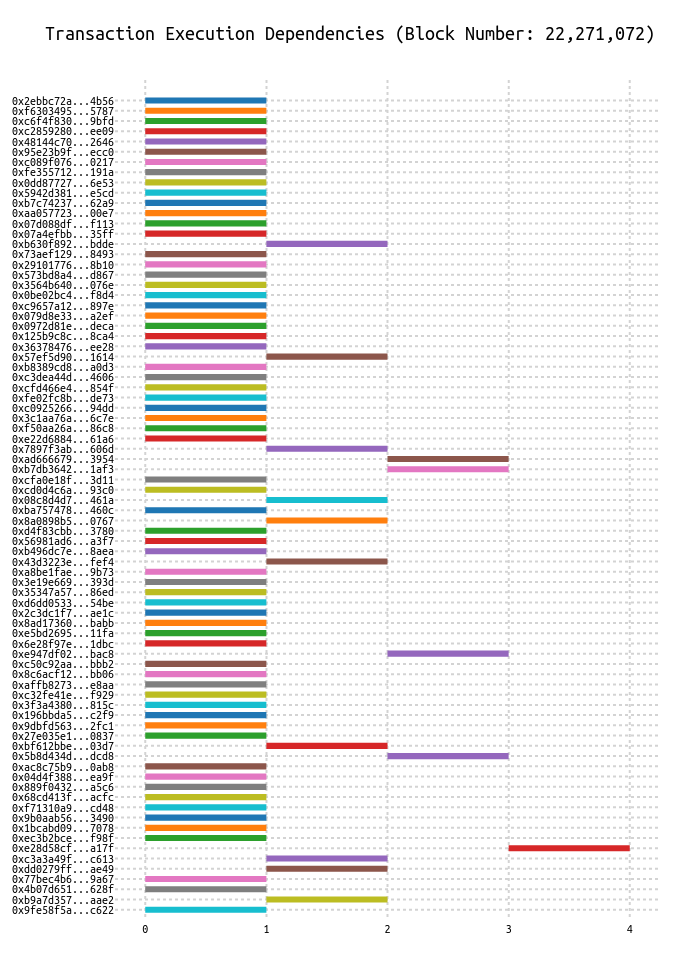 Transaction Execution Dependencies (Block Number: 22,271,072)
0x2ebbc72a...4b56
0xf6303495...5787
0xc6f4f830...9bfd
0xc2859280...ee09
0x48144c70...2646
0x95e23b9f...ecc0
0xc089f076...0217
0xfe355712...191a
0x0dd87727...6e53
0x5942d381...e5cd
0xb7c74237...62a9
0xaa057723...00e7
0x07d088df...f113
0x07a4efbb...35ff
0xb630f892...bdde
0x73aef129...8493
0x29101776...8b10
0x573bd8a4...d867
0x3564b640...076e
0x0be02bc4...f8d4
0xc9657a12...897e
0x079d8e33...a2ef
0x0972d81e...deca
0x125b9c8c...8ca4
0x36378476...ee28
0x57ef5d90...1614
0xb8389cd8...a0d3
0xc3dea44d...4606
0xcfd466e4...854f
0xfe02fc8b...de73
0xc0925266...94dd
0x3c1aa76a...6c7e
0xf50aa26a...86c8
0xe22d6884...61a6
0x7897f3ab...606d
0xad666679...3954
0xb7db3642...1af3
0xcfa0e18f...3d11
0xcd0d4c6a...93c0
0x08c8d4d7...461a
0xba757478...460c
0x8a0898b5...0767
0xd4f83cbb...3780
0x56981ad6...a3f7
0xb496dc7e...8aea
0x43d3223e...fef4
0xa8be1fae...9b73
0x3e19e669...393d
0x35347a57...86ed
0xd6dd0533...54be
0x2c3dc1f7...ae1c
0x8ad17360...babb
0xe5bd2695...11fa
0x6e28f97e...1dbc
0xe947df02...bac8
0xc50c92aa...bbb2
0x8c6acf12...bb06
0xaffb8273...e8aa
0xc32fe41e...f929
0x3f3a4380...815c
0x196bbda5...c2f9
0x9dbfd563...2fc1
0x27e035e1...0837
0xbf612bbe...03d7
0x5b8d434d...dcd8
0xac8c75b9...0ab8
0x04d4f388...ea9f
0x889f0432...a5c6
0x68cd413f...acfc
0xf71310a9...cd48
0x9b0aab56...3490
0x1bcabd09...7078
0xec3b2bce...f98f
0xe28d58cf...a17f
0xc3a3a49f...c613
0xdd0279ff...ae49
0x77bec4b6...9a67
0x4b07d651...628f
0xb9a7d357...aae2
0x9fe58f5a...c622
0 1 2 3 4